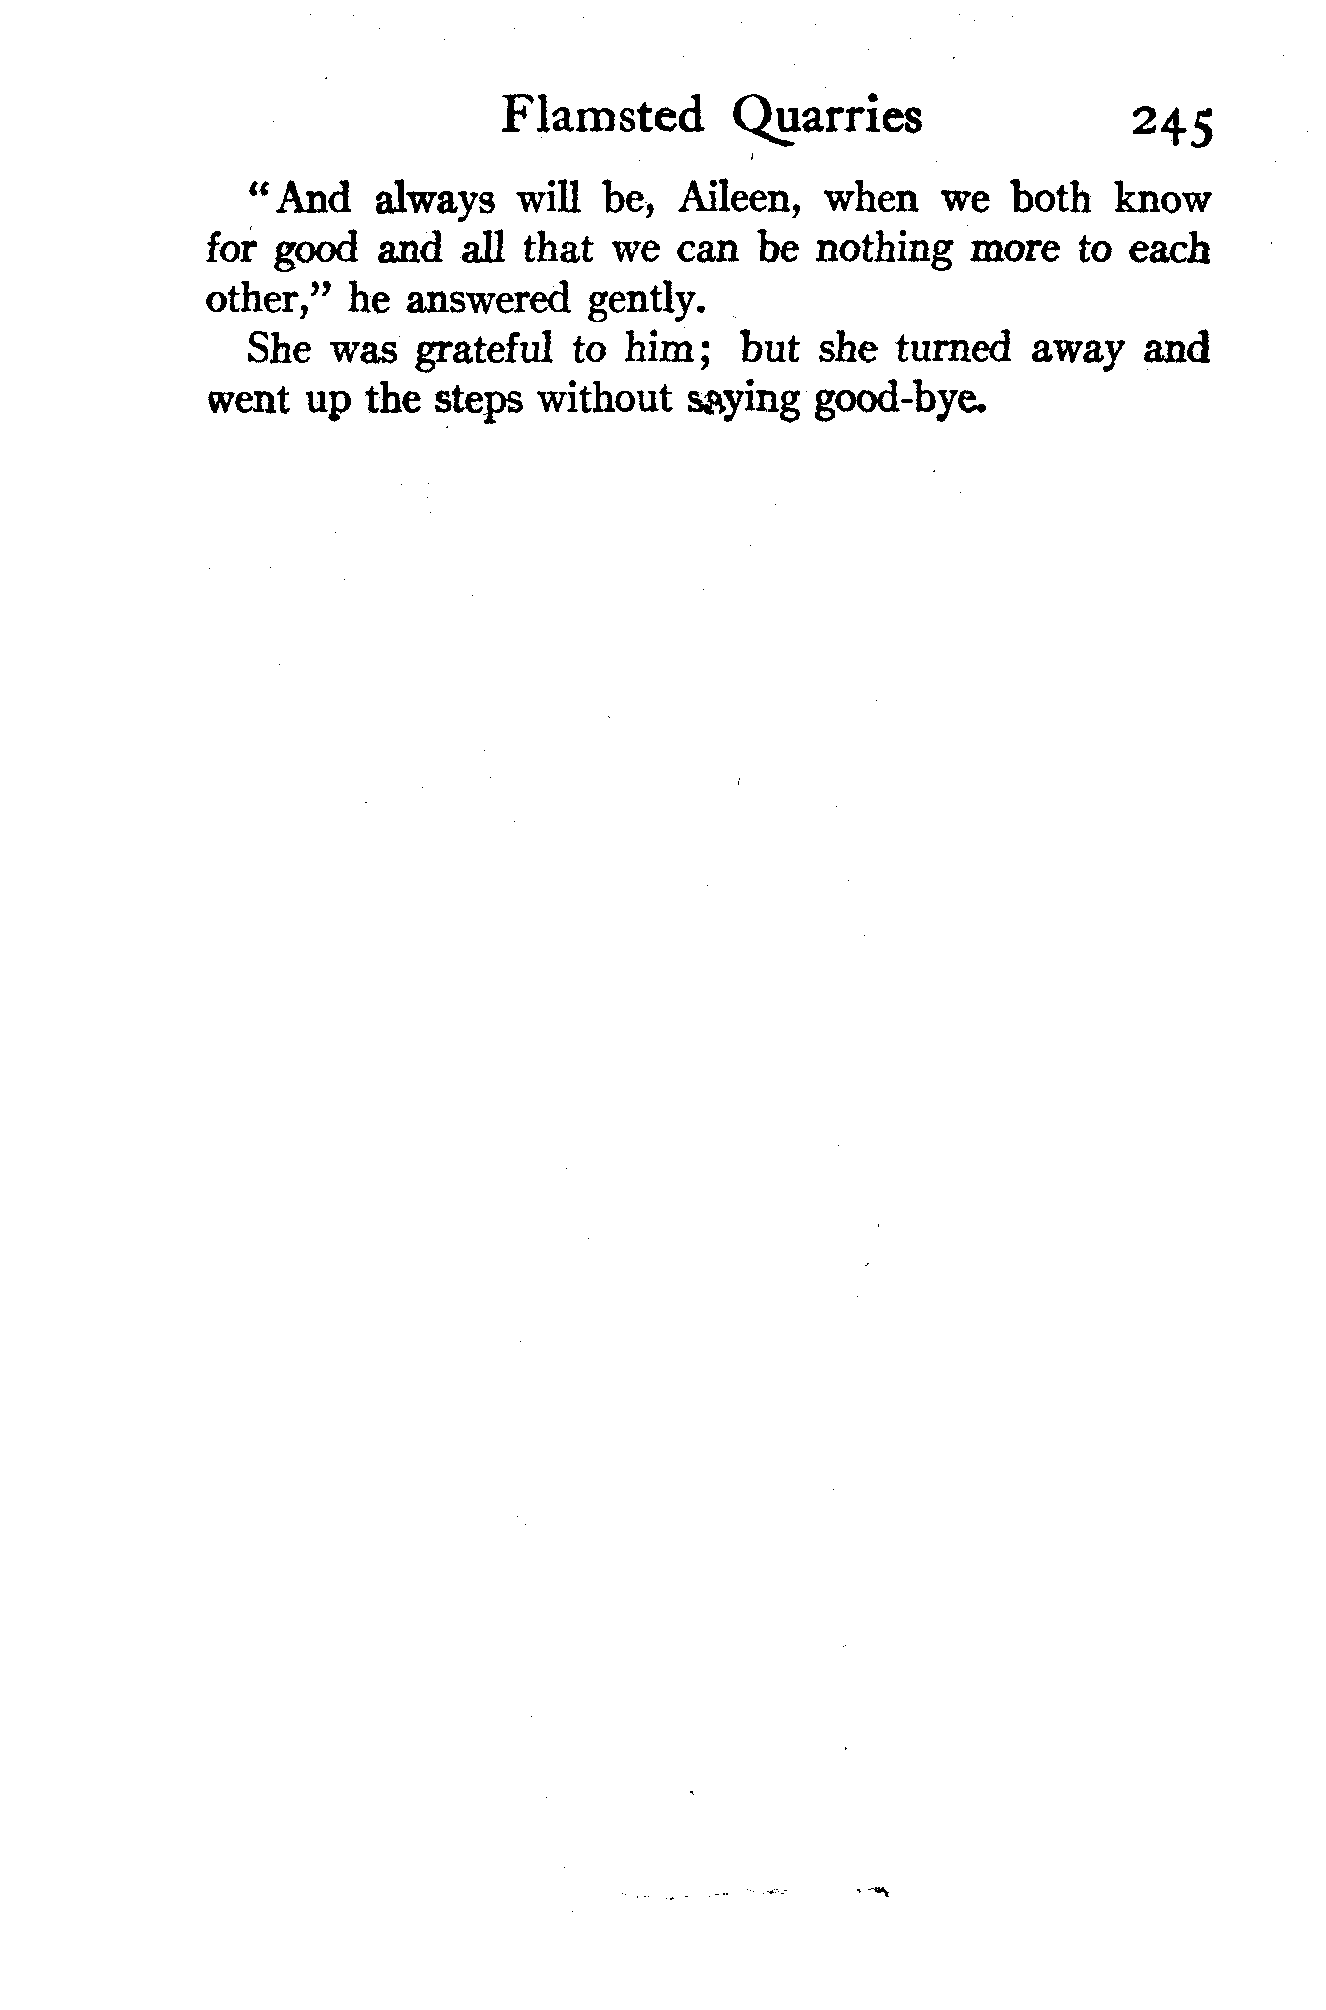 Flamsted Quarries 245
“And always will be, Aileen, when we both know
for good and all that we can be nothing more to each
other,” he answered gently.
She was grateful to him; but she turned away and
went up the steps without saying good-bye.